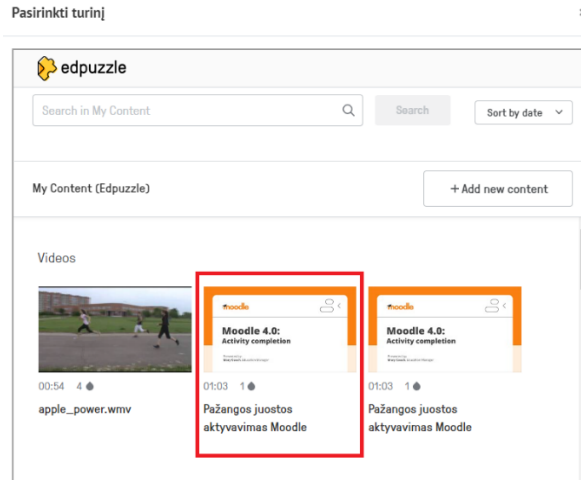 Pasirinkti turinį
edpuzzle
Search in My Content
Search
Sort by date
My Content (Edpuzzle)
+ Add new content
Videos
moodle
Moodle 4.0:
Activity completion
moodle
Moodle 4.0:
Activity completion
00:54 4
01:03 1
01:03 1
apple_power.wmv
Pažangos juostos
aktyvavimas Moodle
Pažangos juostos
aktyvavimas Moodle